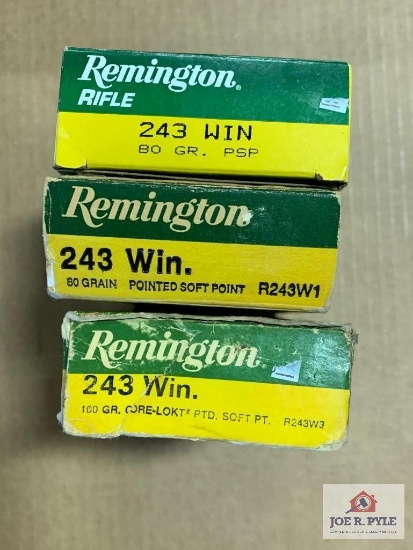 Remington.
RIFLE
243 WIN
80 GR. PSP
Remington
243 Win.
80 GRAIN POINTED SOFT POINT R243W1
Remington.
243 Win.
100 GR. CORE-LOKT® PTD. SOFT PT. R243W3
JOE R. PYLE